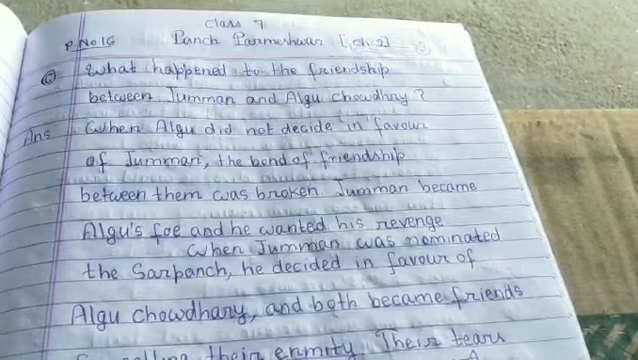 Class 7
P.No 16 Panch Parmeshwar [Ch-2]
(C) What happened to the friendship
between Jumman and Algu chowdhry ?
Ans When Algu did not decide in favour
of Jumman, the bond of friendship
between them was broken. Jumman became
Algu's foe and he wanted his revenge.
When Jumman was nominated
the Sarpanch, he decided in favour of
Algu chowdhary, and both became friends
their enmity. Their tears